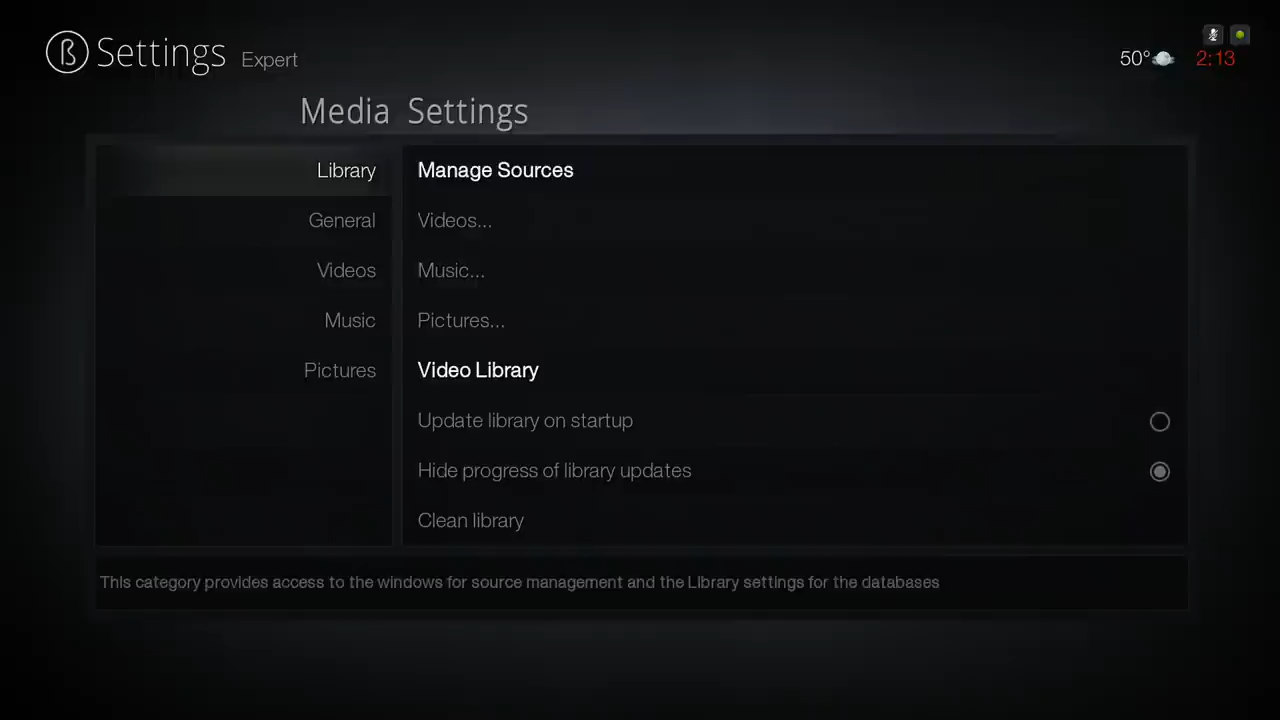 ß Settings Expert
50° 2:13
Media Settings
Library
General
Videos
Music
Pictures
Manage Sources
Videos...
Music...
Pictures...
Video Library
Update library on startup
Hide progress of library updates
Clean library
This category provides access to the windows for source management and the Library settings for the databases